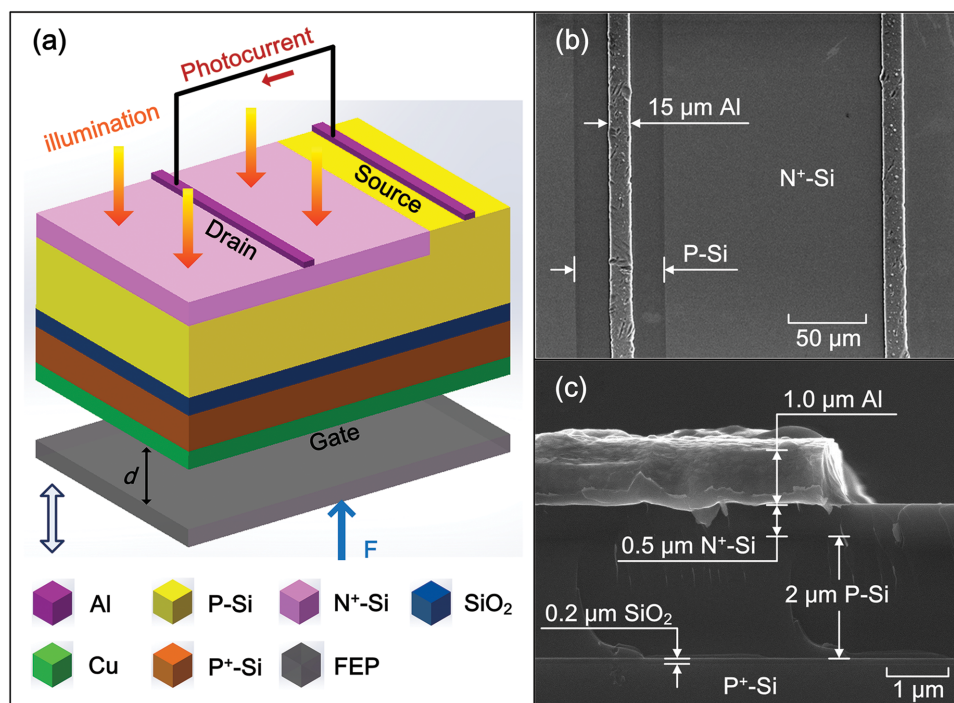 (a)
Photocurrent
illumination
Source
Drain
Gate
d
F
Al
P-Si
N⁺-Si
SiO₂
Cu
P⁺-Si
FEP
(b)
15 µm Al
N⁺-Si
P-Si
50 µm
(c)
1.0 µm Al
0.5 µm N⁺-Si
2 µm P-Si
0.2 µm SiO₂
P⁺-Si
1 µm